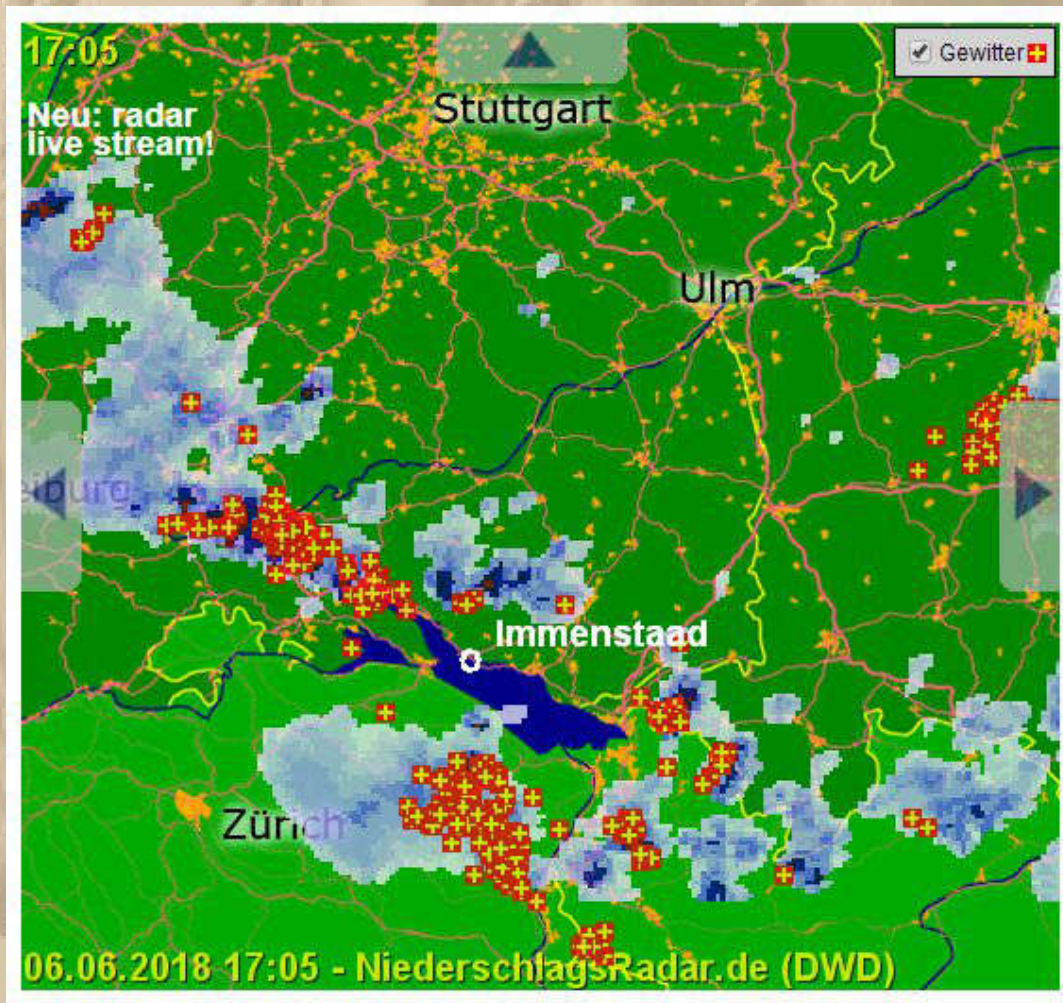 17:05
Gewitter
Neu: radar
live stream!
Stuttgart
Ulm
eiburg
Immenstaad
Zürich
06.06.2018 17:05 - NiederschlagsRadar.de (DWD)